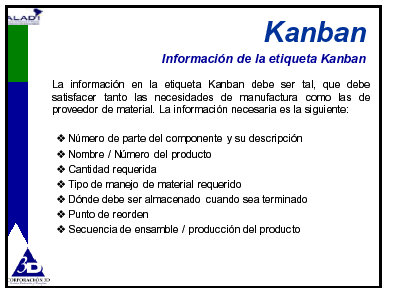 ALADI
Kanban
Información de la etiqueta Kanban
La información en la etiqueta Kanban debe ser tal, que debe
satisfacer tanto las necesidades de manufactura como las de
proveedor de material. La información necesaria es la siguiente:
❖ Número de parte del componente y su descripción
❖ Nombre / Número del producto
❖ Cantidad requerida
❖ Tipo de manejo de material requerido
❖ Dónde debe ser almacenado cuando sea terminado
❖ Punto de reorden
❖ Secuencia de ensamble / producción del producto
3D
CORPORACIÓN 3D